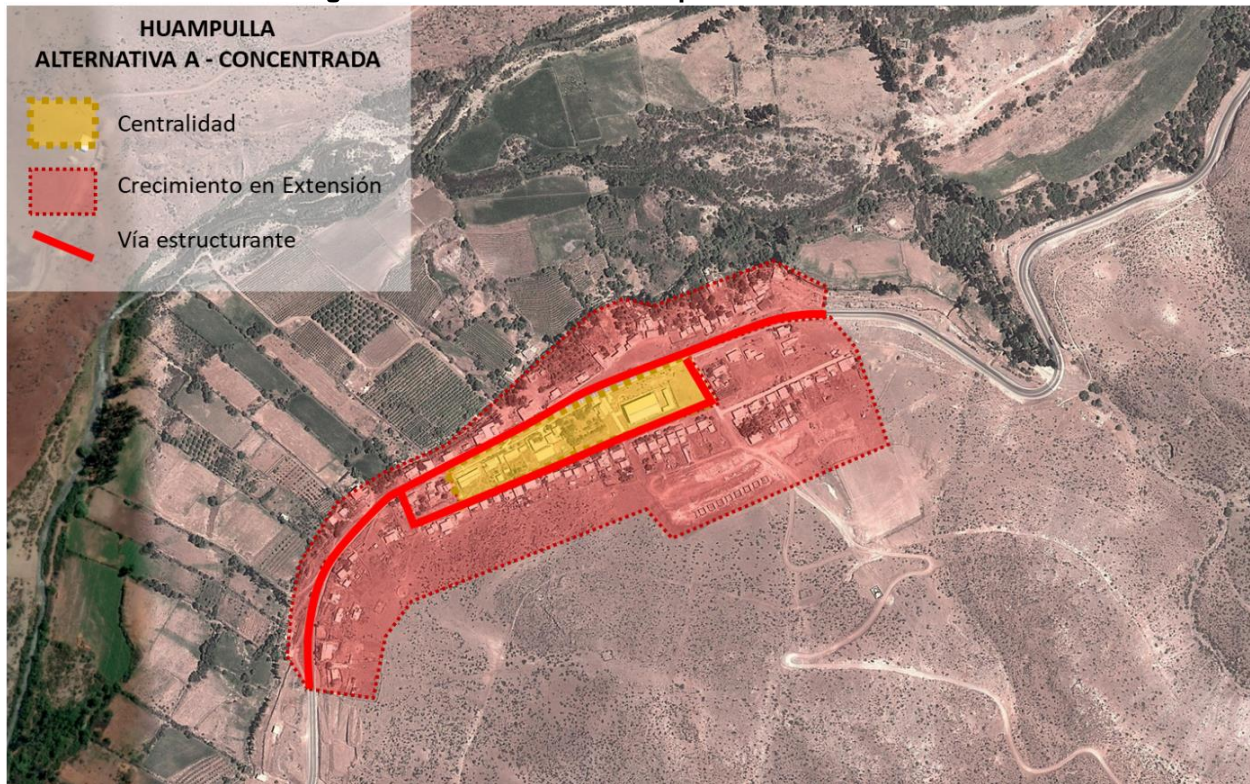 HUAMPULLA
ALTERNATIVA A - CONCENTRADA
Centralidad
Crecimiento en Extensión
Vía estructurante